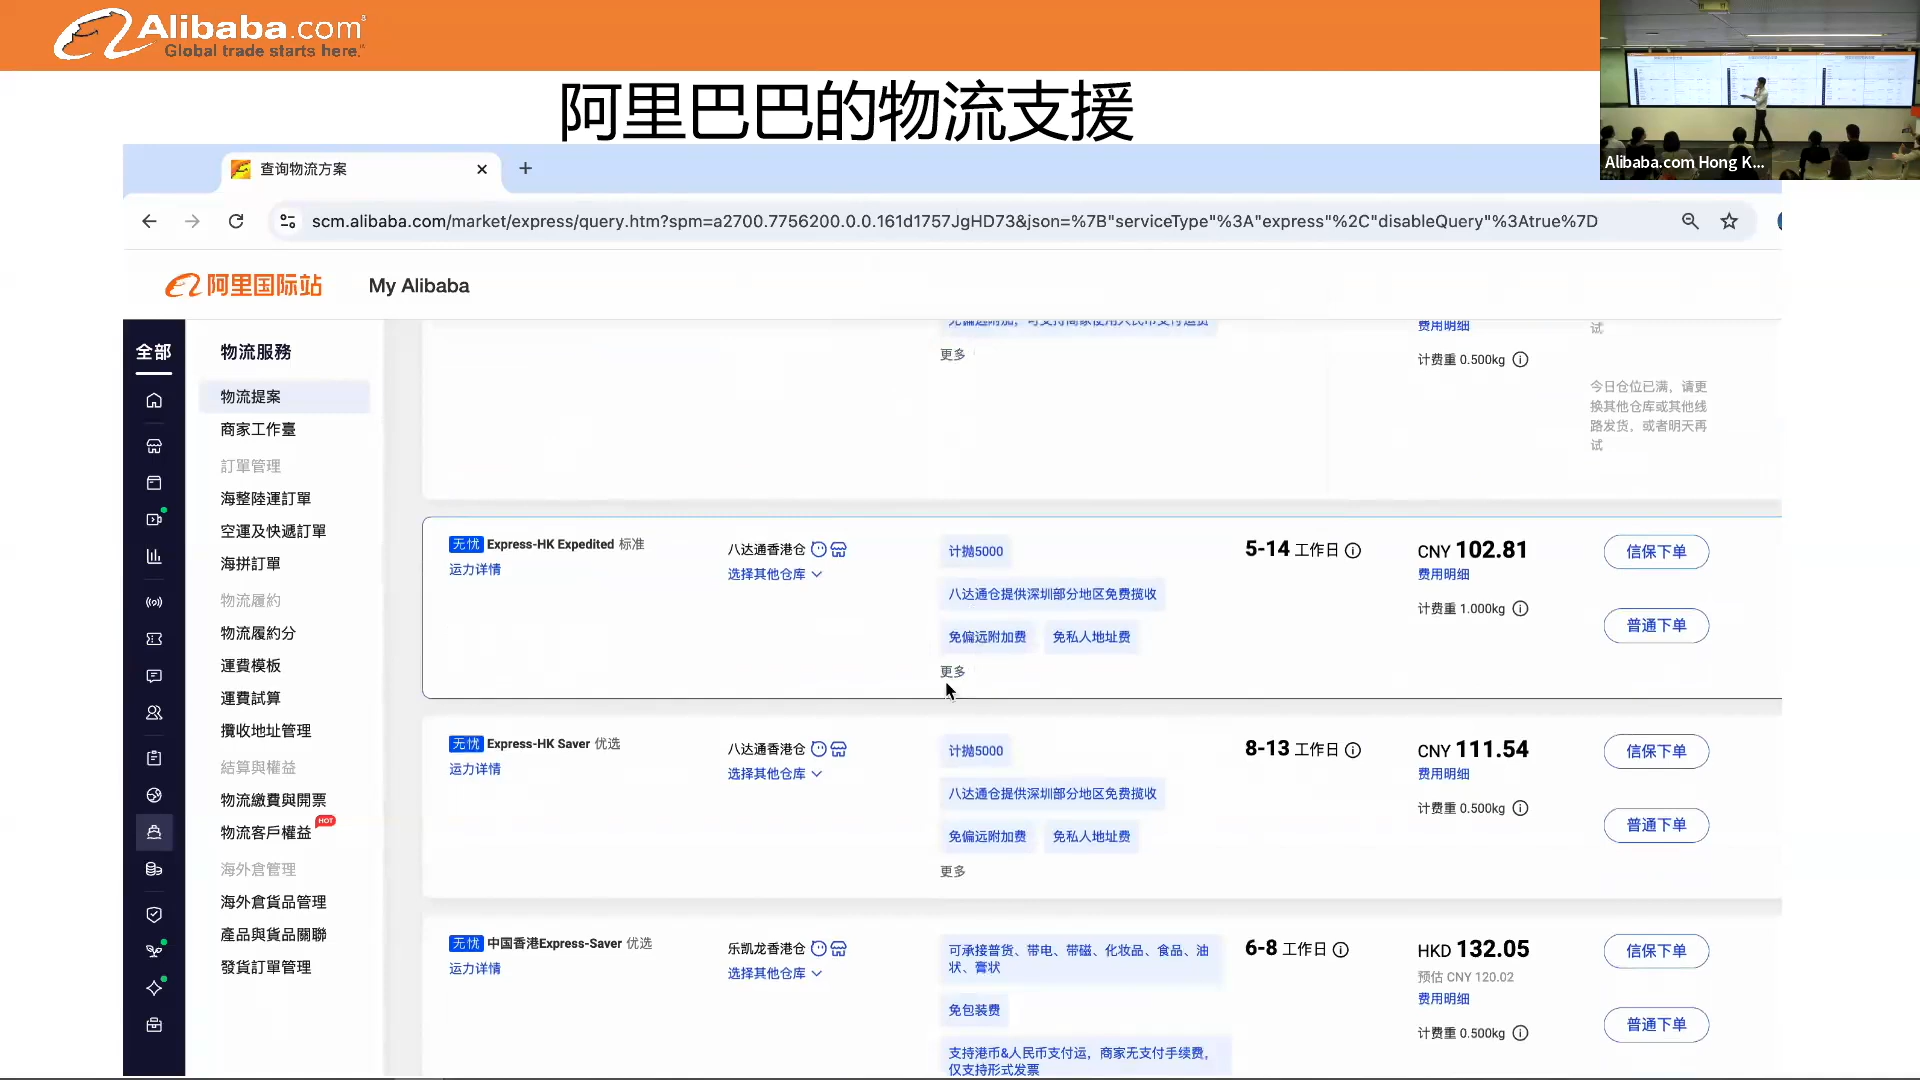 Alibaba.com
Global trade starts here.
阿里巴巴的物流支援
Alibaba.com Hong K...
查询物流方案
scm.alibaba.com/market/express/query.htm?spm=a2700.7756200.0.0.161d1757JgHD73&json=%7B"serviceType"%3A"express"%2C"disableQuery"%3Atrue%7D
阿里国际站 My Alibaba
全部
物流服務
物流提案
商家工作臺
訂單管理
海整陸運訂單
空運及快遞訂單
海拼訂單
物流履約
物流履約分
運費模板
運費試算
攬收地址管理
結算與權益
物流繳費與開票
物流客戶權益 HOT
海外倉管理
海外倉貨品管理
產品與貨品關聯
發貨訂單管理
无偏远附加，可支持商家使用人民币支付运费
更多
费用明细
计费重 0.500kg
试
今日仓位已满，请更
换其他仓库或其他线
路发货，或者明天再
试
无忧 Express-HK Expedited 标准
运力详情
八达通香港仓
选择其他仓库
计抛5000
八达通仓提供深圳部分地区免费揽收
免偏远附加费 免私人地址费
更多
5-14 工作日
CNY 102.81
费用明细
计费重 1.000kg
信保下单
普通下单
无忧 Express-HK Saver 优选
运力详情
八达通香港仓
选择其他仓库
计抛5000
八达通仓提供深圳部分地区免费揽收
免偏远附加费 免私人地址费
更多
8-13 工作日
CNY 111.54
费用明细
计费重 0.500kg
信保下单
普通下单
无忧 中国香港Express-Saver 优选
运力详情
乐凯龙香港仓
选择其他仓库
可承接普货、带电、带磁、化妆品、食品、油
状、膏状
免包装费
支持港币&人民币支付运，商家无支付手续费，
仅支持形式发票
6-8 工作日
HKD 132.05
预估 CNY 120.02
费用明细
计费重 0.500kg
信保下单
普通下单